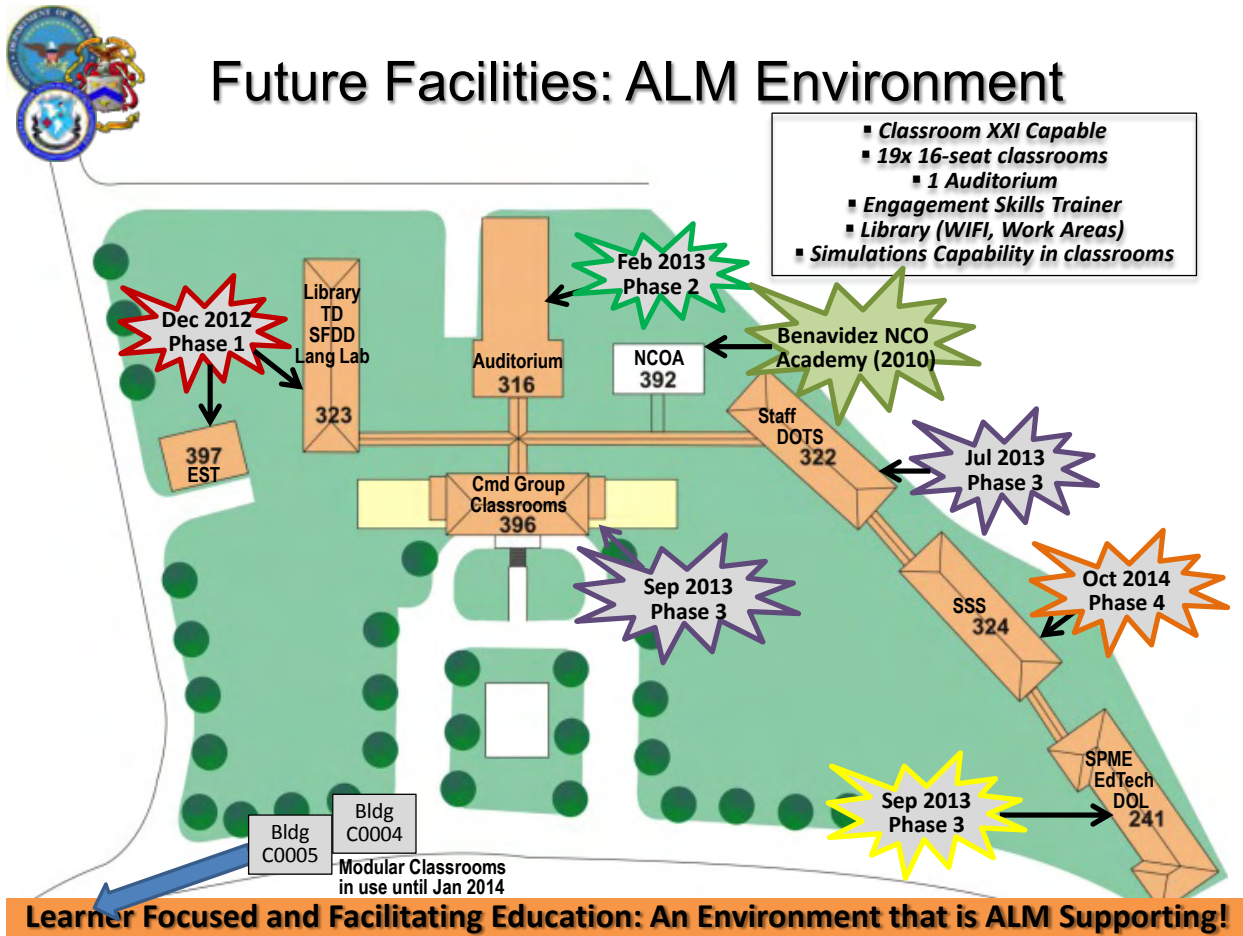 Future Facilities: ALM Environment
▪ Classroom XXI Capable
▪ 19x 16-seat classrooms
▪ 1 Auditorium
▪ Engagement Skills Trainer
▪ Library (WIFI, Work Areas)
▪ Simulations Capability in classrooms
Feb 2013
Phase 2
Dec 2012
Phase 1
Library
TD
SFDD
Lang Lab
323
Auditorium
316
NCOA
392
Benavidez NCO
Academy (2010)
Staff
DOTS
322
Jul 2013
Phase 3
397
EST
Cmd Group
Classrooms
396
Sep 2013
Phase 3
SSS
324
Oct 2014
Phase 4
SPME
EdTech
DOL
241
Sep 2013
Phase 3
Bldg
C0004
Bldg
C0005
Modular Classrooms
in use until Jan 2014
Learner Focused and Facilitating Education: An Environment that is ALM Supporting!